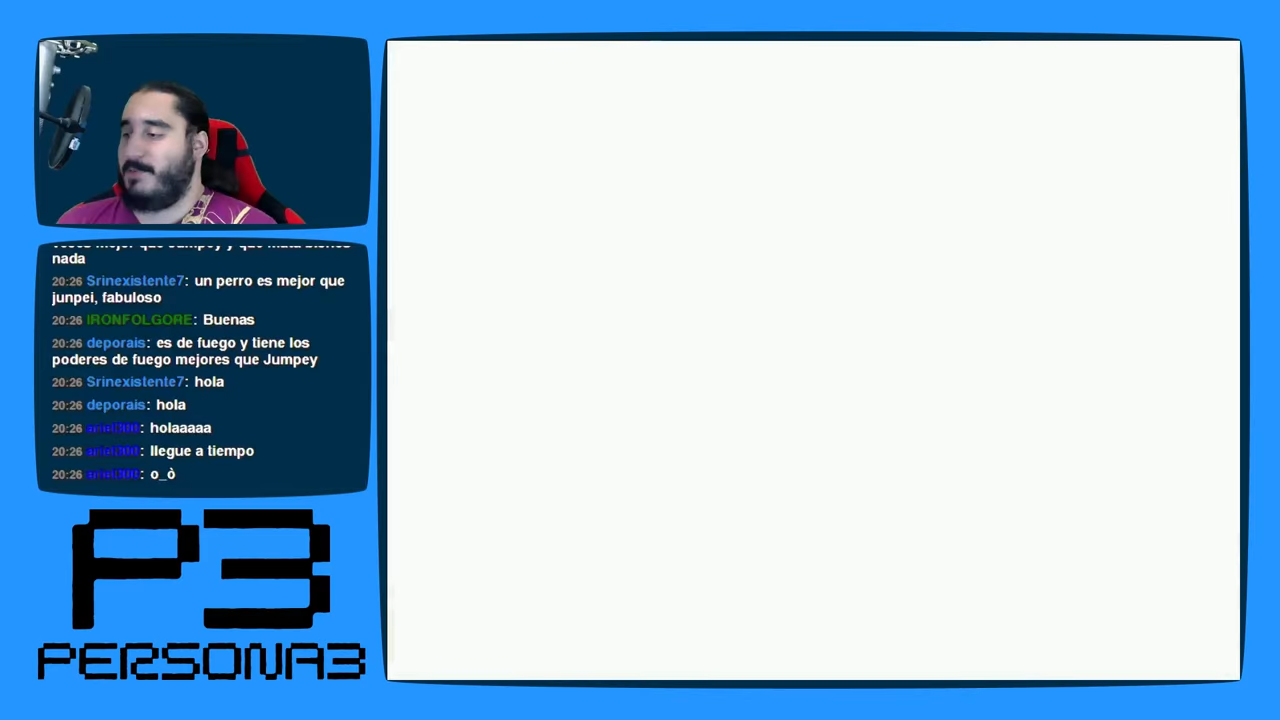 nada
20:26 Srinexistente7: un perro es mejor que
junpei, fabuloso
20:26 IRONFOLGORE: Buenas
20:26 deporais: es de fuego y tiene los
poderes de fuego mejores que Jumpey
20:26 Srinexistente7: hola
20:26 deporais: hola
20:26 : holaaaaa
20:26 : llegue a tiempo
20:26 : o_ò
P3
PERSONA3